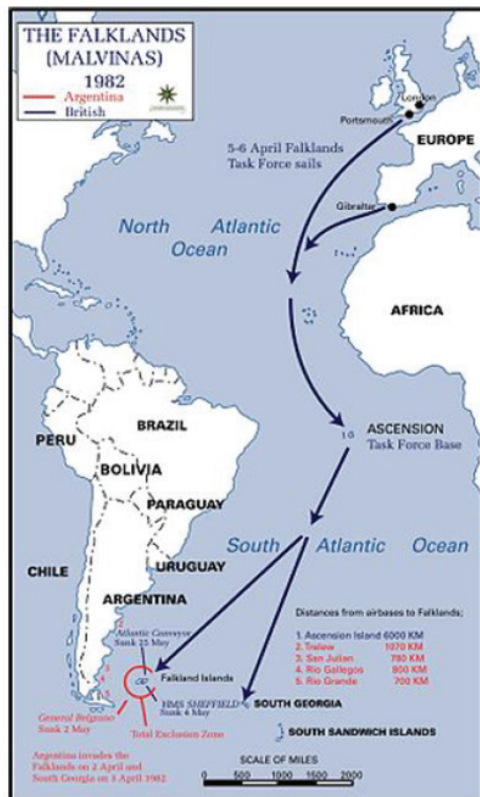 THE FALKLANDS
(MALVINAS)
1982
Argentina
British
London
Portsmouth
EUROPE
5-6 April Falklands
Task Force sails
Gibraltar
North Atlantic
Ocean
AFRICA
BRAZIL
PERU
ASCENSION
Task Force Base
BOLIVIA
PARAGUAY
South Atlantic Ocean
CHILE
URUGUAY
ARGENTINA
Distances from airbases to Falklands;
1. Ascension Island 6000 KM
2. Trelew 1070 KM
3. San Julian 780 KM
4. Rio Gallegos 800 KM
5. Rio Grande 700 KM
1
2
3
4
5
Atlantic Conveyor
Sunk 25 May
Falkland Islands
HMS SHEFFIELD
Sunk 4 May
SOUTH GEORGIA
General Belgrano
Sunk 2 May
Total Exclusion Zone
SOUTH SANDWICH ISLANDS
Argentina invades the
Falklands on 2 April and
South Georgia on 3 April 1982
SCALE OF MILES
0 500 1000 1500 2000